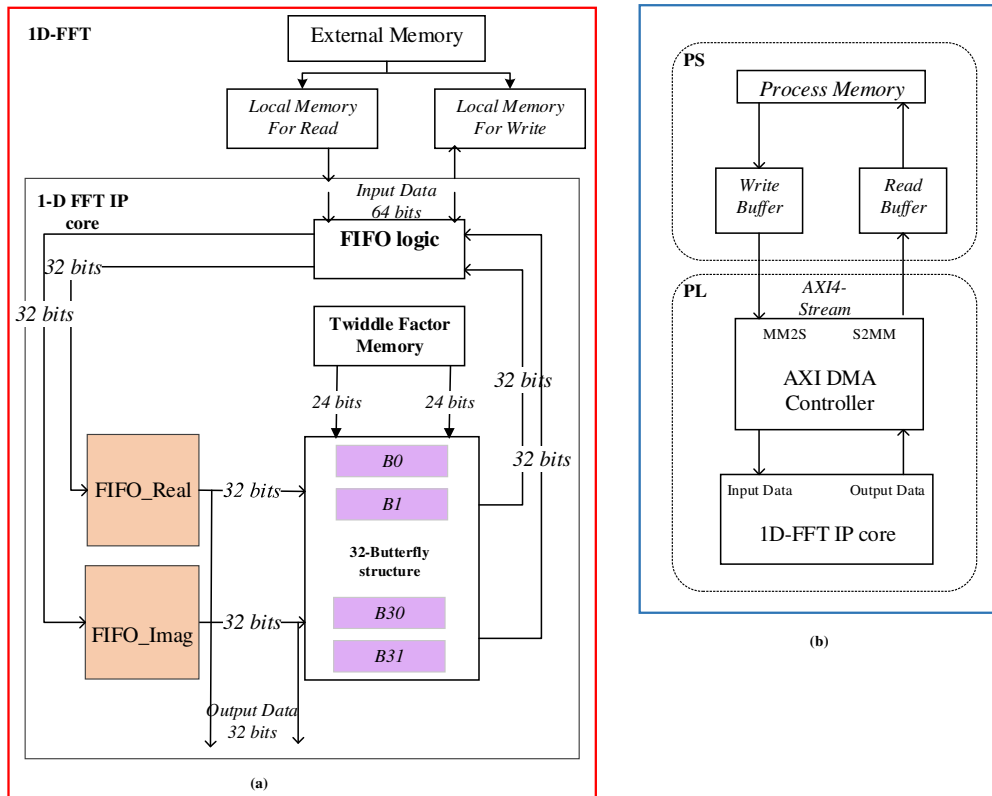 1D-FFT
External Memory
Local Memory
For Read
Local Memory
For Write
1-D FFT IP
core
Input Data
64 bits
FIFO logic
32 bits
32 bits
Twiddle Factor
Memory
24 bits
24 bits
32 bits
32 bits
FIFO_Real
32 bits
B0
B1
32-Butterfly
structure
FIFO_Imag
32 bits
B30
B31
Output Data
32 bits
(a)
PS
Process Memory
Write
Buffer
Read
Buffer
PL
AXI4-
Stream
MM2S
S2MM
AXI DMA
Controller
Input Data
Output Data
1D-FFT IP core
(b)